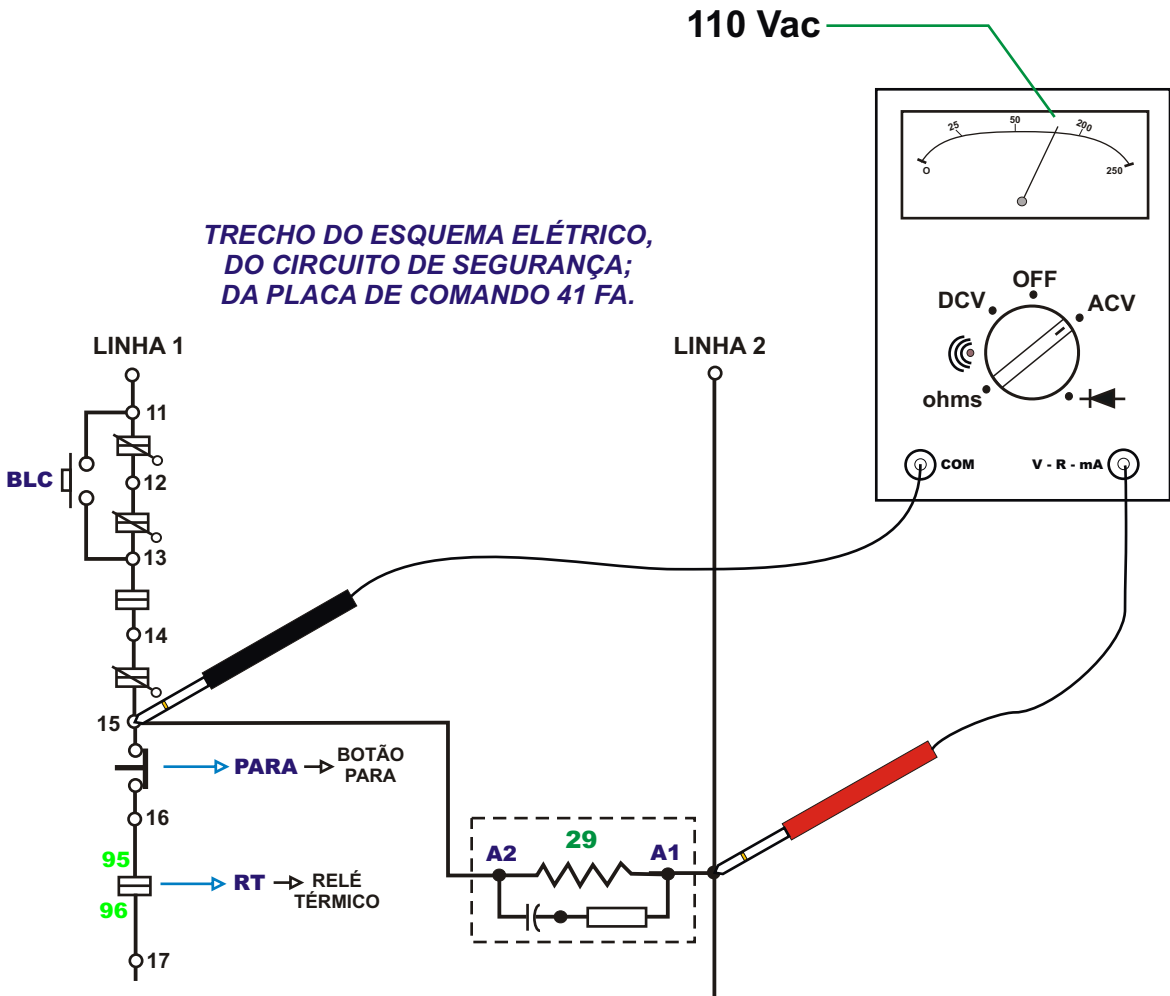 110 Vac
25
50
200
O
250
TRECHO DO ESQUEMA ELÉTRICO,
DO CIRCUITO DE SEGURANÇA;
DA PLACA DE COMANDO 41 FA.
OFF
DCV
ACV
ohms
COM
V - R - mA
LINHA 1
LINHA 2
11
BLC
12
13
14
15
PARA
BOTÃO
PARA
16
95
RT
RELÉ
TÉRMICO
96
17
29
A2
A1